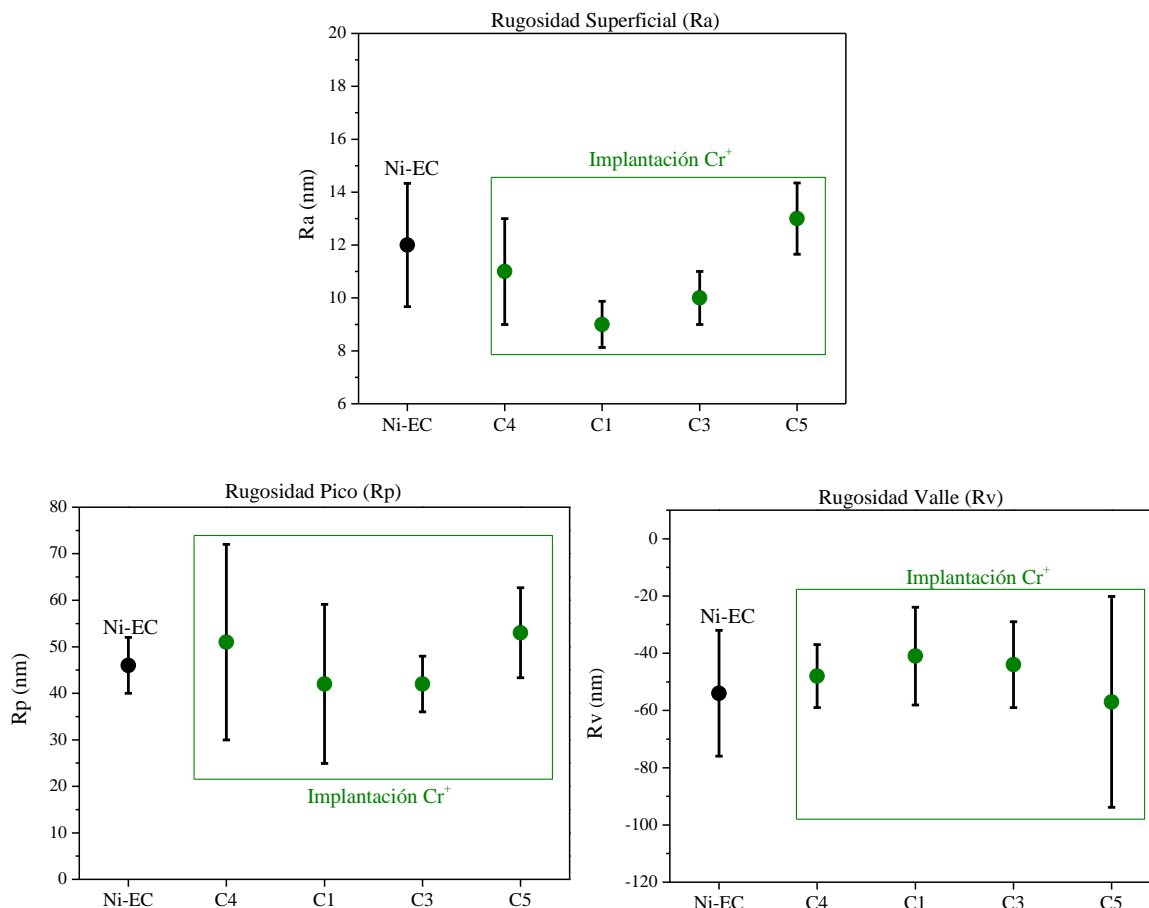 Rugosidad Superficial (Ra)
20
18
16
14
12
10
8
6
Ra (nm)
Ni-EC
Implantación Cr⁺
Ni-EC C4 C1 C3 C5
Rugosidad Pico (Rp)
80
70
60
50
40
30
20
10
0
Rp (nm)
Ni-EC
Implantación Cr⁺
Ni-EC C4 C1 C3 C5
Rugosidad Valle (Rv)
0
-20
-40
-60
-80
-100
-120
Rv (nm)
Implantación Cr⁺
Ni-EC
Ni-EC C4 C1 C3 C5